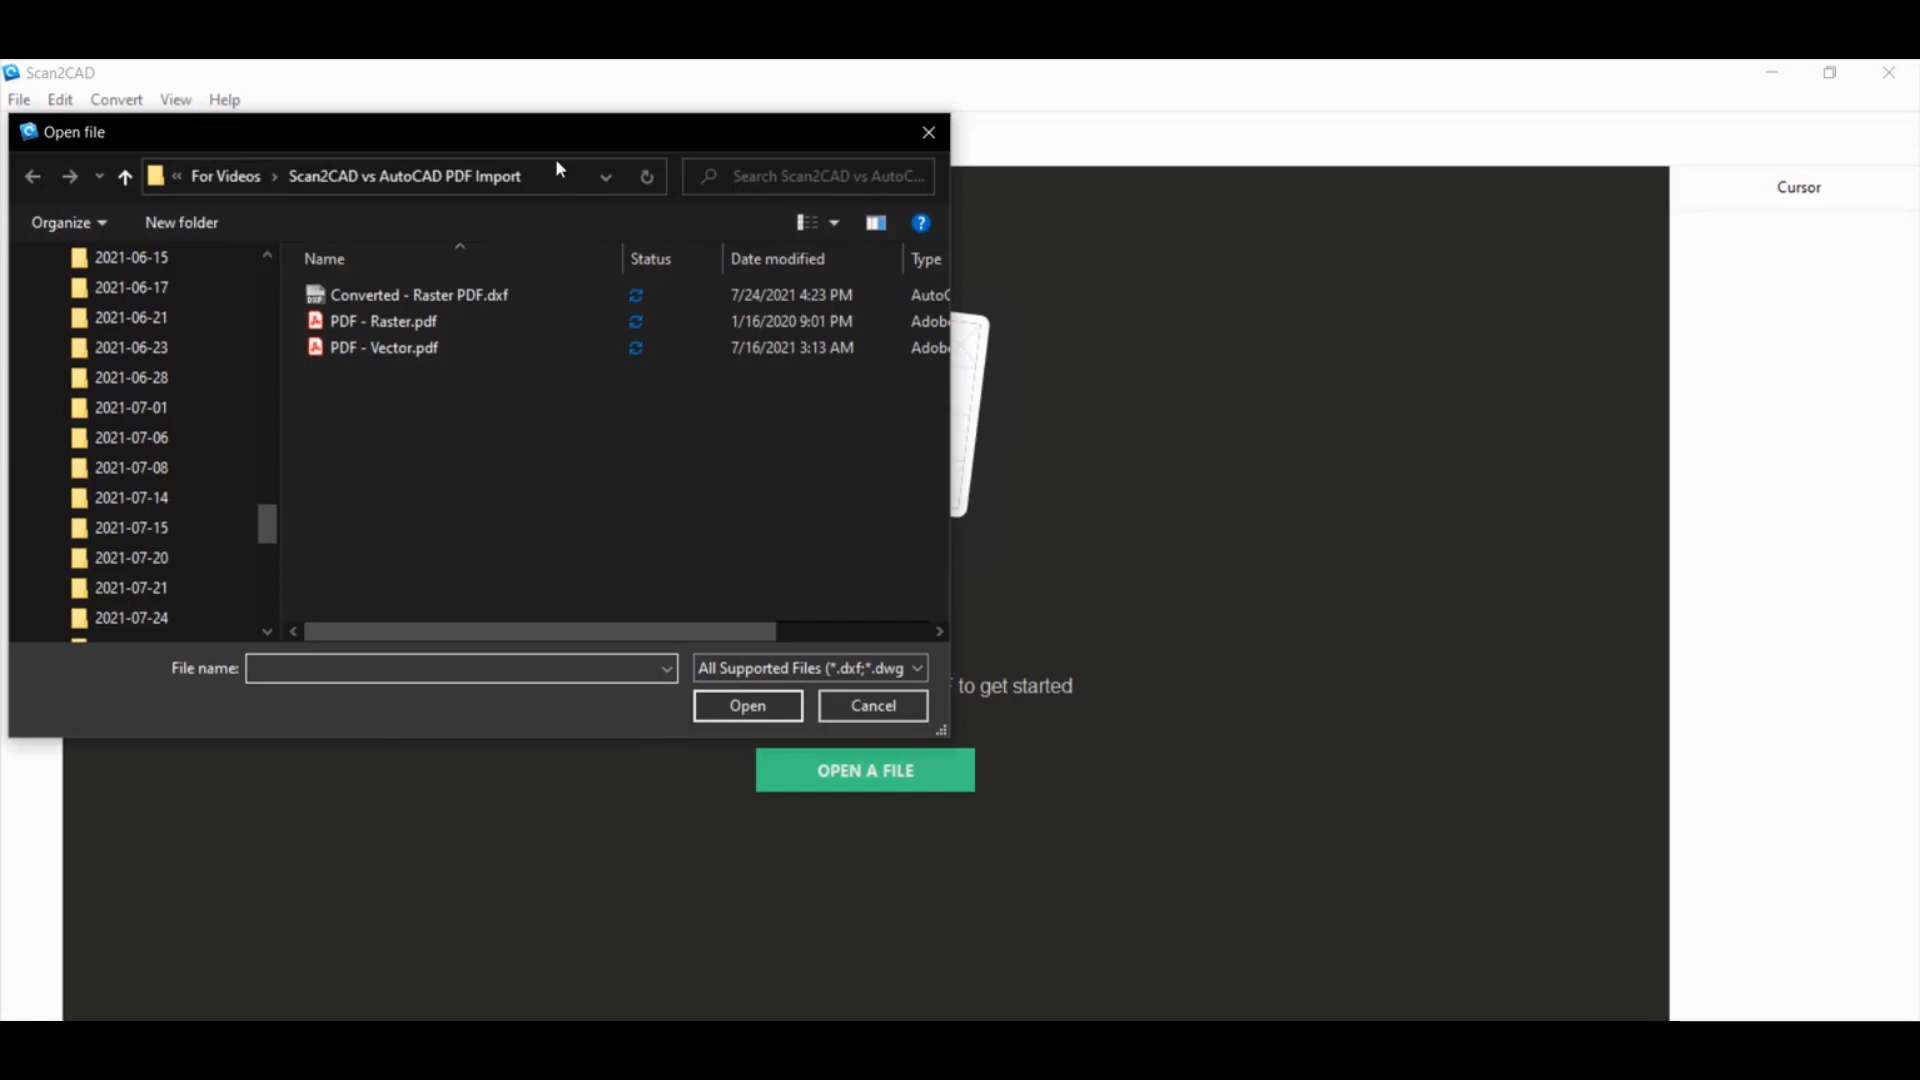 Scan2CAD
File Edit Convert View Help
Open file
« For Videos › Scan2CAD vs AutoCAD PDF Import
Search Scan2CAD vs AutoC...
Cursor
Organize New folder
?
2021-06-15
2021-06-17
2021-06-21
2021-06-23
2021-06-28
2021-07-01
2021-07-06
2021-07-08
2021-07-14
2021-07-15
2021-07-20
2021-07-21
2021-07-24
Name Status Date modified Type
Converted - Raster PDF.dxf 7/24/2021 4:23 PM AutoC
PDF - Raster.pdf 1/16/2020 9:01 PM Adob
PDF - Vector.pdf 7/16/2021 3:13 AM Adob
File name: All Supported Files (*.dxf;*.dwg
Open Cancel
to get started
OPEN A FILE